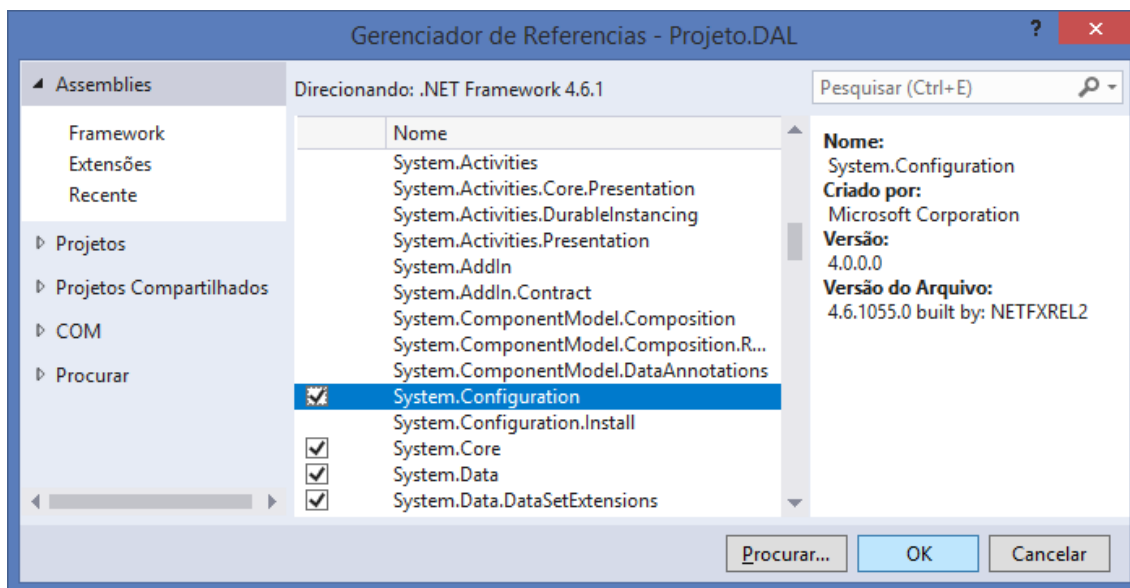 Gerenciador de Referencias - Projeto.DAL
?
Assemblies
Framework
Extensões
Recente
Projetos
Projetos Compartilhados
COM
Procurar
Direcionando: .NET Framework 4.6.1
Nome
System.Activities
System.Activities.Core.Presentation
System.Activities.DurableInstancing
System.Activities.Presentation
System.AddIn
System.AddIn.Contract
System.ComponentModel.Composition
System.ComponentModel.Composition.R...
System.ComponentModel.DataAnnotations
System.Configuration
System.Configuration.Install
System.Core
System.Data
System.Data.DataSetExtensions
Pesquisar (Ctrl+E)
Nome:
System.Configuration
Criado por:
Microsoft Corporation
Versão:
4.0.0.0
Versão do Arquivo:
4.6.1055.0 built by: NETFXREL2
Procurar...
OK
Cancelar